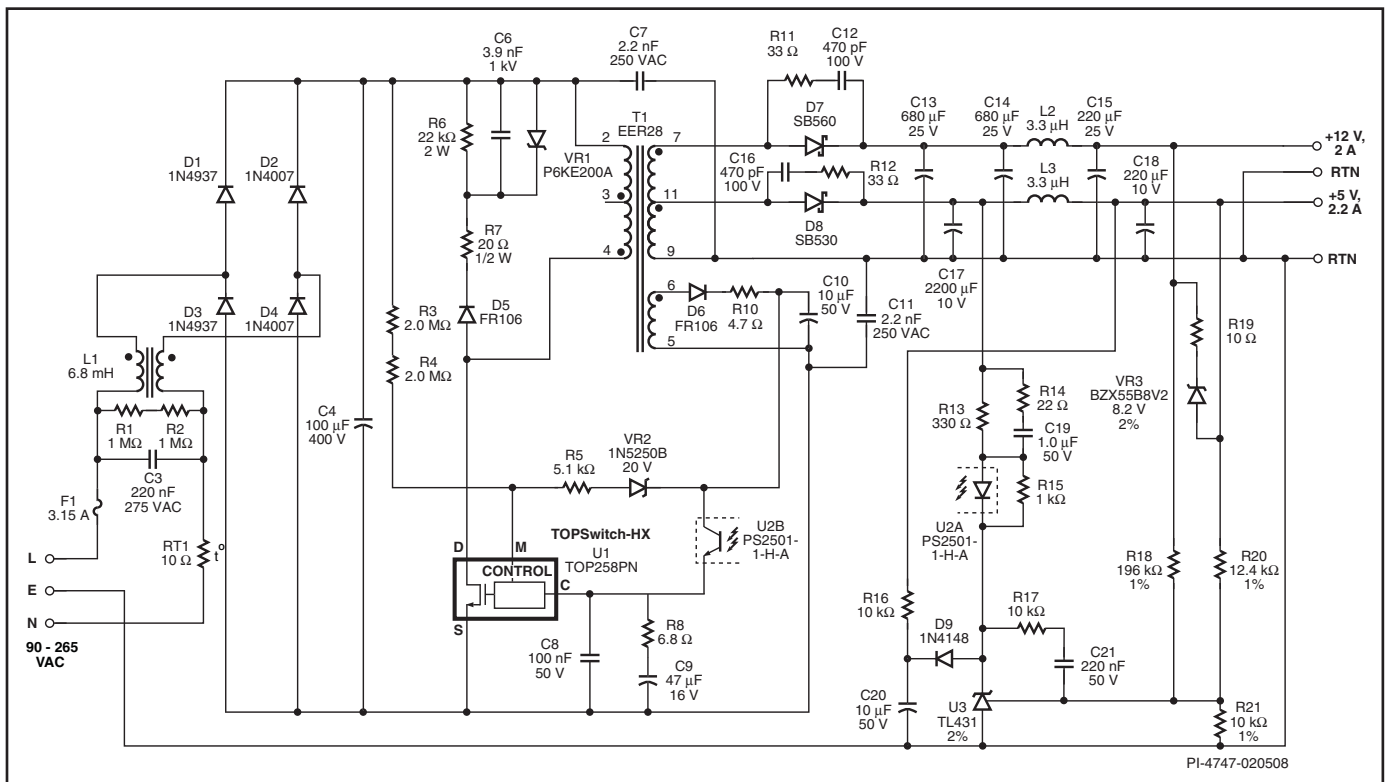 C6
3.9 nF
1 kV
C7
2.2 nF
250 VAC
R11
33 Ω
C12
470 pF
100 V
D7
SB560
C13
680 µF
25 V
C14
680 µF
25 V
L2
3.3 µH
C15
220 µF
25 V
+12 V,
2 A
RTN
+5 V,
2.2 A
RTN
R6
22 kΩ
2 W
VR1
P6KE200A
T1
EER28
2
3
4
7
11
9
6
5
C16
470 pF
100 V
R12
33 Ω
D8
SB530
L3
3.3 µH
C18
220 µF
10 V
D1
1N4937
D2
1N4007
D3
1N4937
D4
1N4007
R7
20 Ω
1/2 W
D5
FR106
R3
2.0 MΩ
R4
2.0 MΩ
D6
FR106
R10
4.7 Ω
C10
10 µF
50 V
C11
2.2 nF
250 VAC
C17
2200 µF
10 V
R19
10 Ω
VR3
BZX55B8V2
8.2 V
2%
L1
6.8 mH
R1
1 MΩ
R2
1 MΩ
C3
220 nF
275 VAC
C4
100 µF
400 V
F1
3.15 A
RT1
10 Ω
t°
L
E
N
90 - 265
VAC
R5
5.1 kΩ
VR2
1N5250B
20 V
U2B
PS2501-
1-H-A
TOPSwitch-HX
U1
TOP258PN
D
M
CONTROL
C
S
R8
6.8 Ω
C8
100 nF
50 V
C9
47 µF
16 V
R13
330 Ω
R14
22 Ω
C19
1.0 µF
50 V
R15
1 kΩ
U2A
PS2501-
1-H-A
R16
10 kΩ
D9
1N4148
R17
10 kΩ
C21
220 nF
50 V
C20
10 µF
50 V
U3
TL431
2%
R18
196 kΩ
1%
R20
12.4 kΩ
1%
R21
10 kΩ
1%
PI-4747-020508